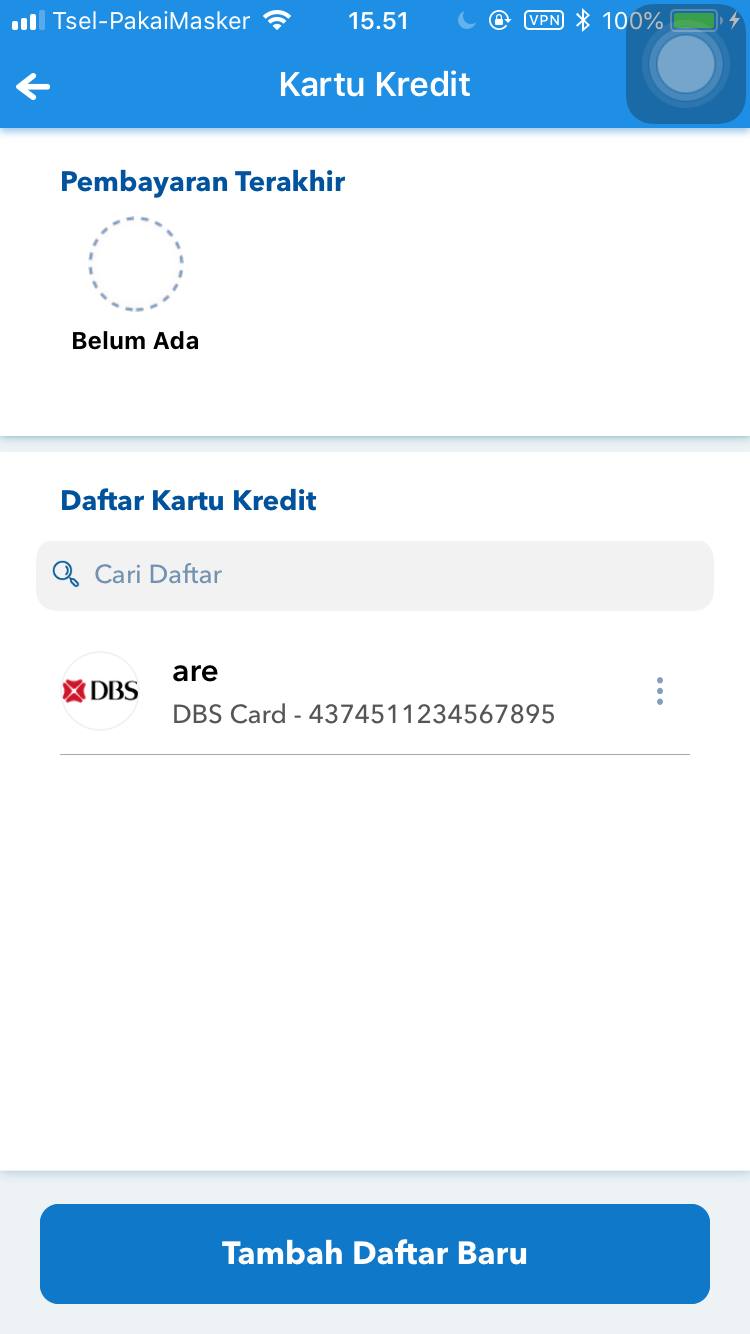 Tsel-PakaiMasker 15.51 VPN 100%
Kartu Kredit
Pembayaran Terakhir
Belum Ada
Daftar Kartu Kredit
Cari Daftar
DBS
are
DBS Card - 4374511234567895
Tambah Daftar Baru